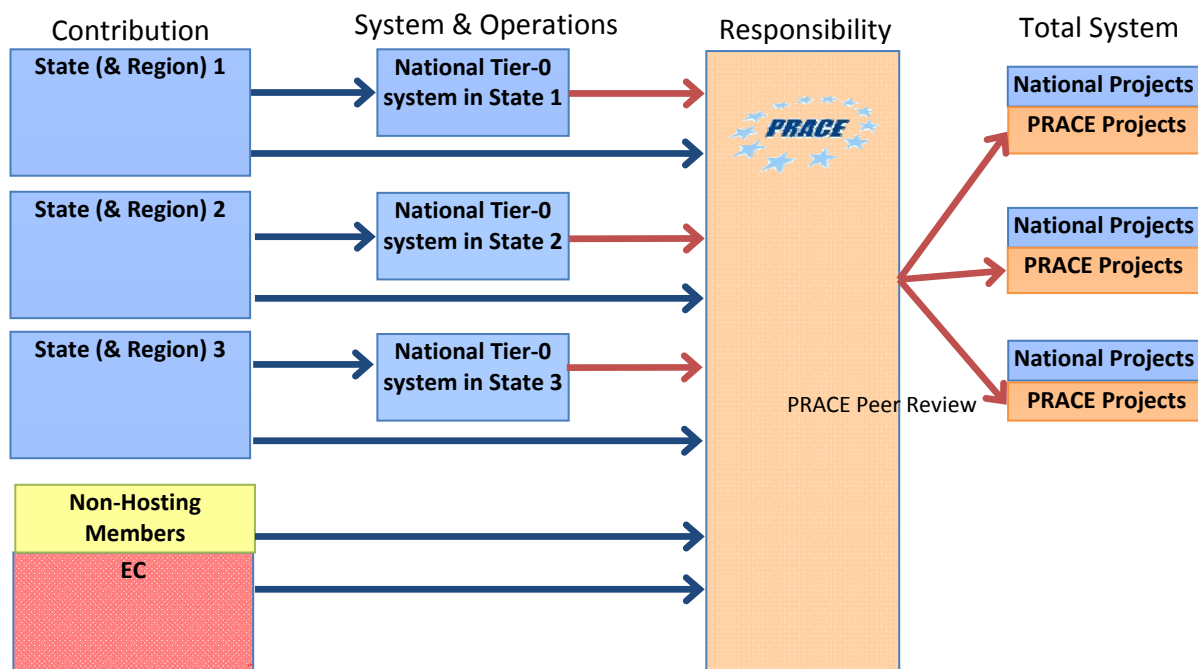 Contribution
System & Operations
Responsibility
Total System
State (& Region) 1
National Tier-0
system in State 1
PRACE
National Projects
PRACE Projects
State (& Region) 2
National Tier-0
system in State 2
National Projects
PRACE Projects
State (& Region) 3
National Tier-0
system in State 3
National Projects
PRACE Projects
PRACE Peer Review
Non-Hosting
Members
EC